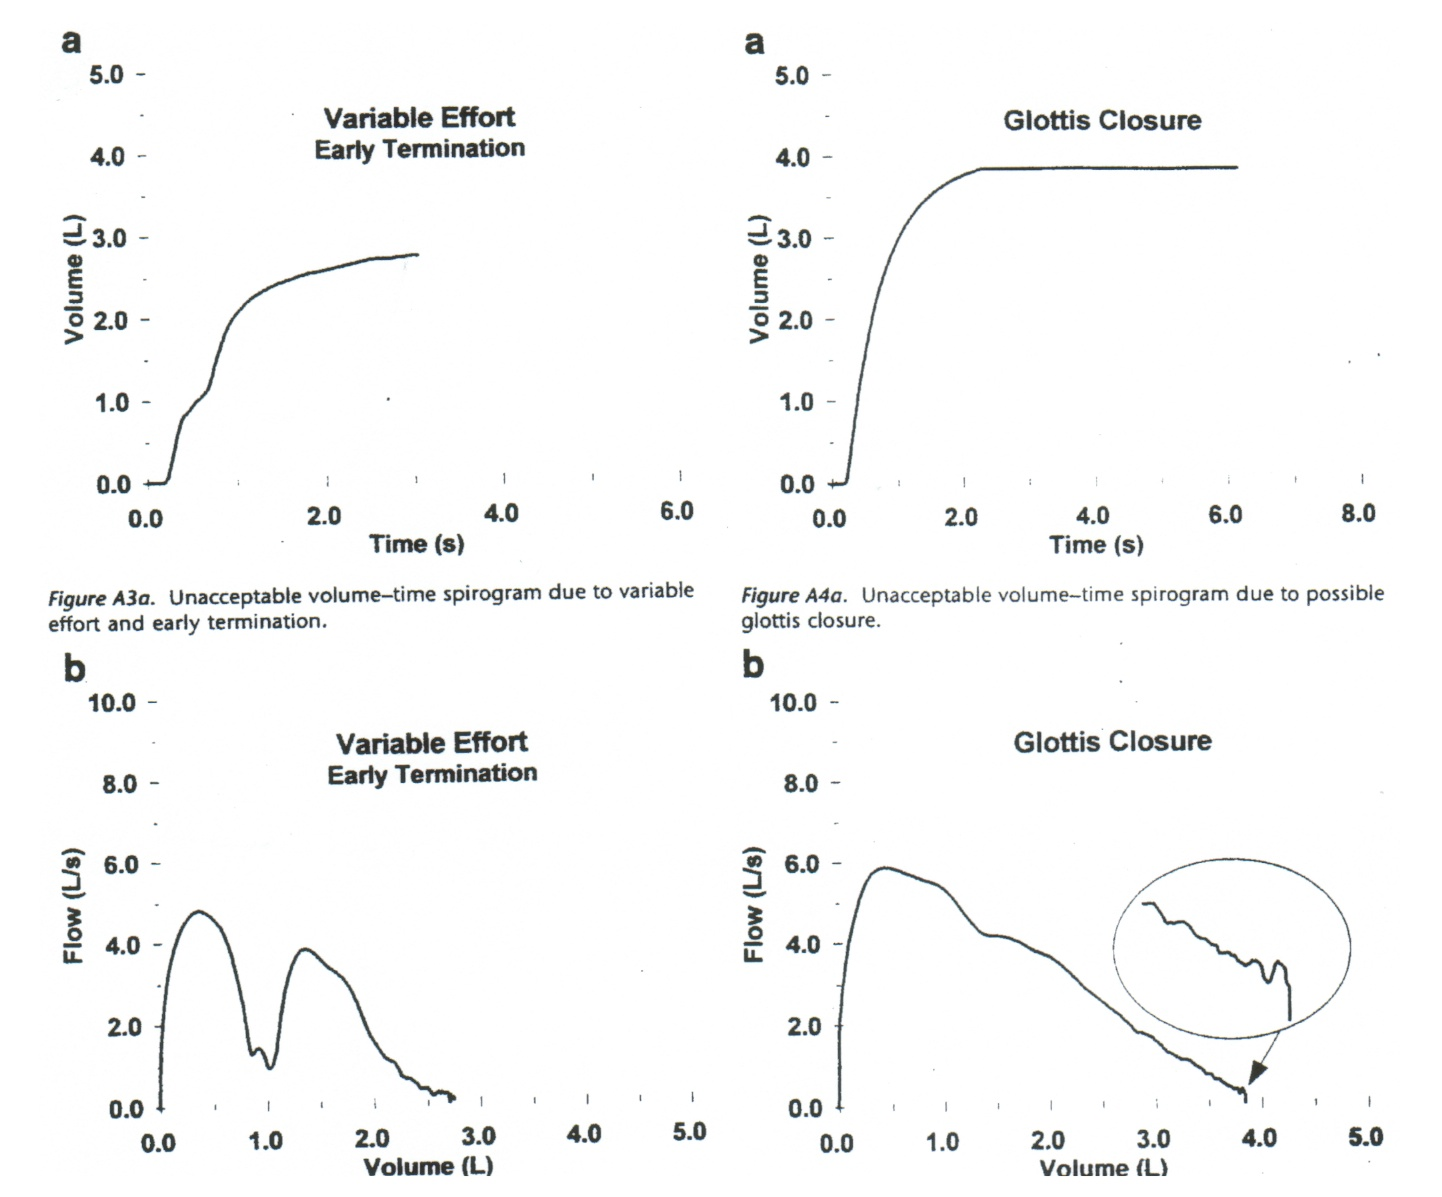 a
Variable Effort
Early Termination
5.0
4.0
3.0
2.0
1.0
0.0
Volume (L)
0.0 2.0 4.0 6.0
Time (s)
Figure A3a. Unacceptable volume–time spirogram due to variable
effort and early termination.
a
Glottis Closure
5.0
4.0
3.0
2.0
1.0
0.0
Volume (L)
0.0 2.0 4.0 6.0 8.0
Time (s)
Figure A4a. Unacceptable volume–time spirogram due to possible
glottis closure.
b
Variable Effort
Early Termination
10.0
8.0
6.0
4.0
2.0
0.0
Flow (L/s)
0.0 1.0 2.0 3.0 4.0 5.0
Volume (L)
b
Glottis Closure
10.0
8.0
6.0
4.0
2.0
0.0
Flow (L/s)
0.0 1.0 2.0 3.0 4.0 5.0
Volume (L)